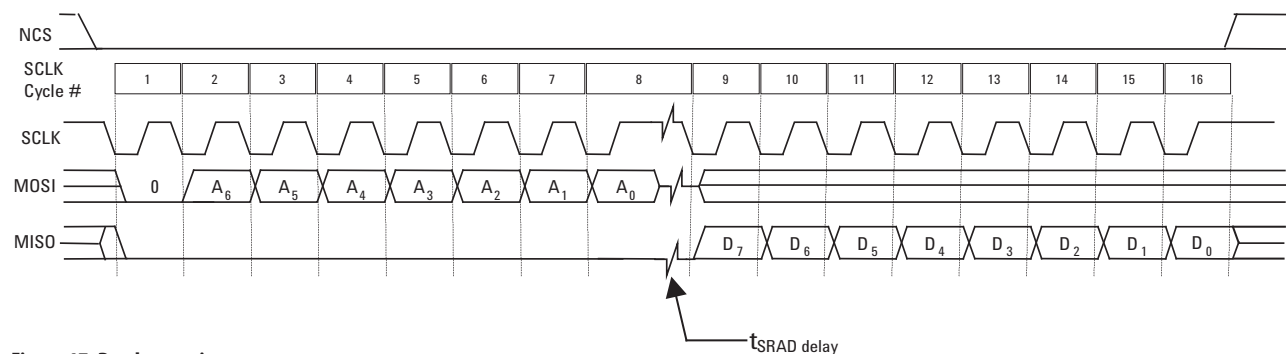 NCS
SCLK
Cycle #
1 2 3 4 5 6 7 8 9 10 11 12 13 14 15 16
SCLK
MOSI 0 A6 A5 A4 A3 A2 A1 A0
MISO D7 D6 D5 D4 D3 D2 D1 D0
tSRAD delay